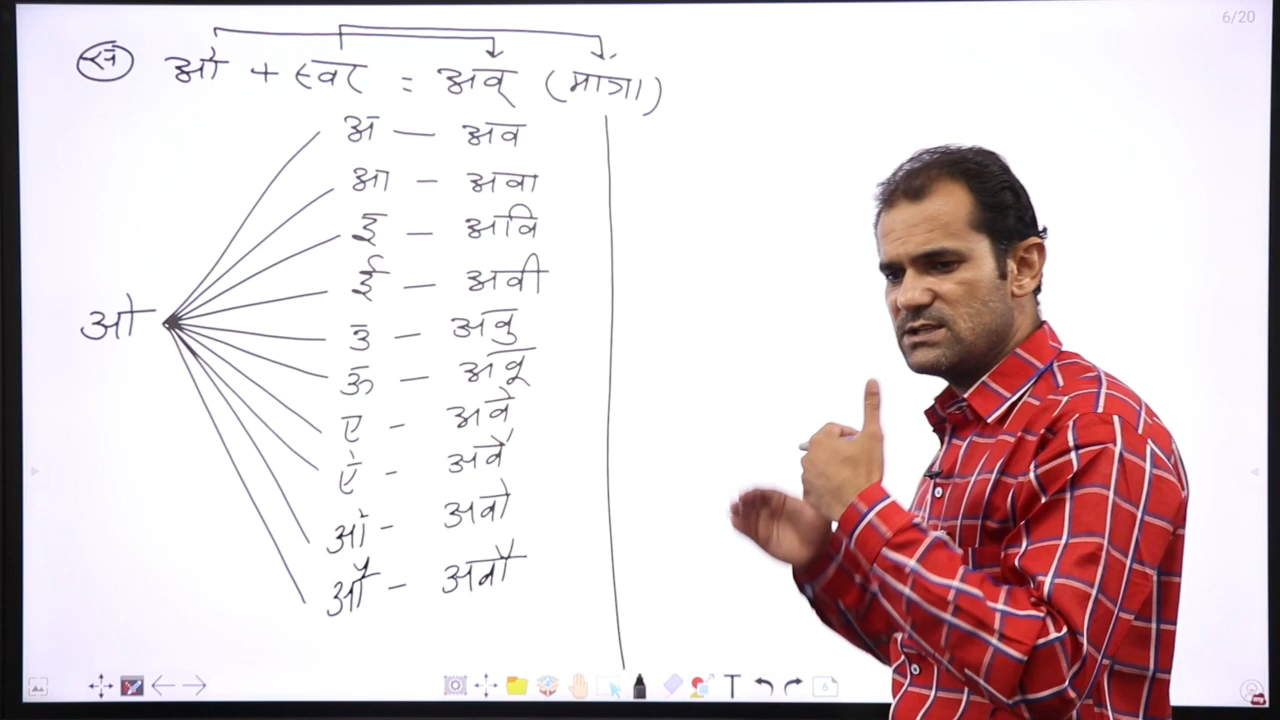 6/20
सूत्र ओ + स्वर = अव् (मात्रा)
अ — अव
आ — अवा
इ — अवि
ई — अवी
ओ
उ — अवु
ऊ — अवू
ए - अवे
ऐ - अवै
ओ - अवो
औ - अवौ